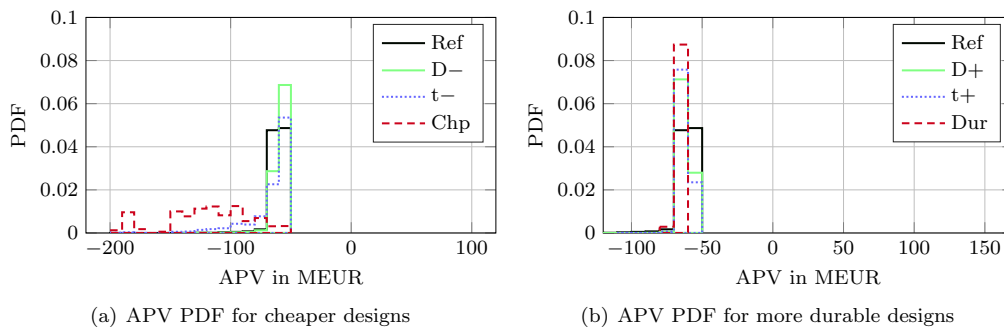 0.1
0.08
0.06
0.04
0.02
0
PDF
Ref
D−
t−
Chp
−200
−100
0
100
APV in MEUR
(a) APV PDF for cheaper designs
0.1
0.08
0.06
0.04
0.02
0
PDF
Ref
D+
t+
Dur
−100
−50
0
50
100
150
APV in MEUR
(b) APV PDF for more durable designs